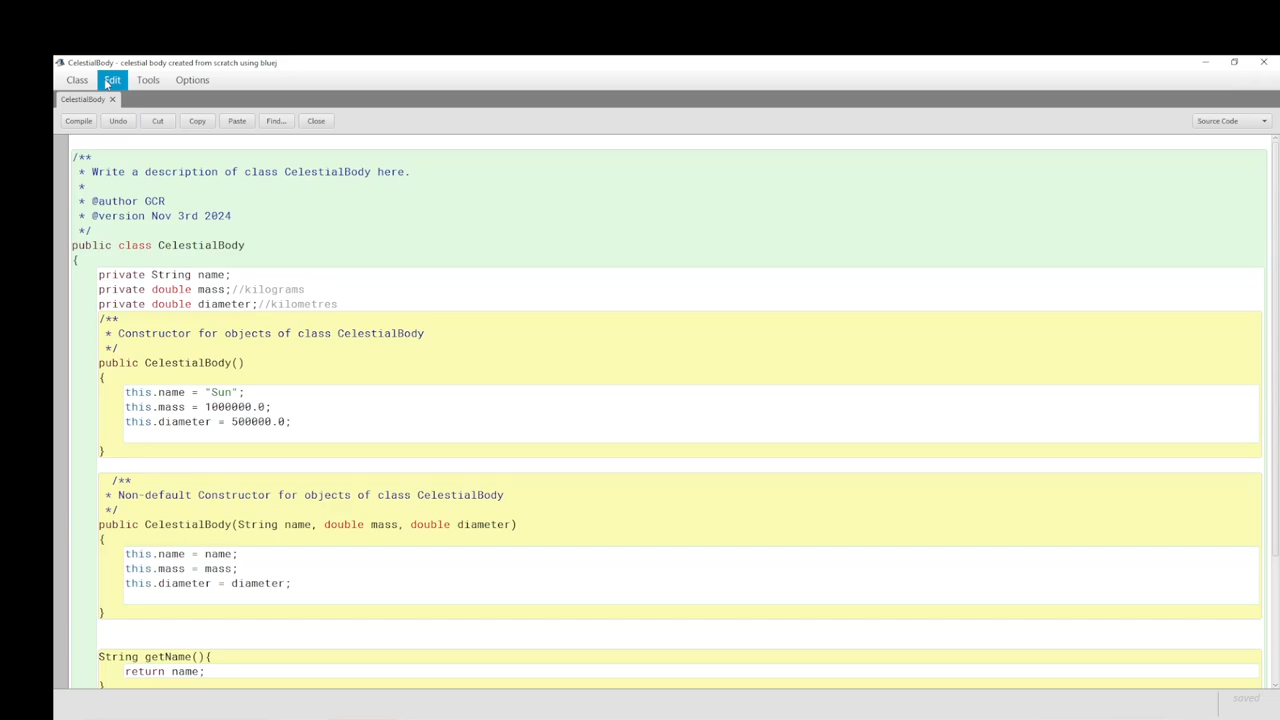 CelestialBody - celestial body created from scratch using bluej
Class Edit Tools Options
CelestialBody
Compile Undo Cut Copy Paste Find... Close Source Code
/**
* Write a description of class CelestialBody here.
*
* @author GCR
* @version Nov 3rd 2024
*/
public class CelestialBody
{
private String name;
private double mass;//kilograms
private double diameter;//kilometres
/**
* Constructor for objects of class CelestialBody
*/
public CelestialBody()
{
this.name = "Sun";
this.mass = 1000000.0;
this.diameter = 500000.0;
}
/**
* Non-default Constructor for objects of class CelestialBody
*/
public CelestialBody(String name, double mass, double diameter)
{
this.name = name;
this.mass = mass;
this.diameter = diameter;
}
String getName(){
return name;
}
saved